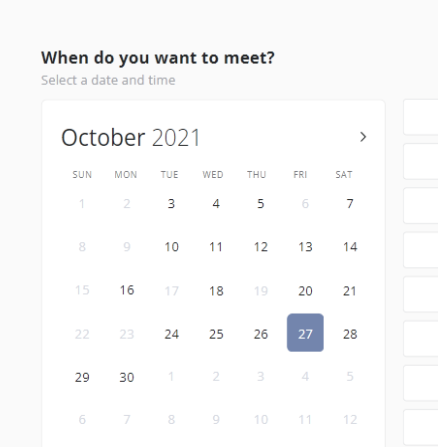 When do you want to meet?
Select a date and time
October 2021
SUN MON TUE WED THU FRI SAT
1 2 3 4 5 6 7
8 9 10 11 12 13 14
15 16 17 18 19 20 21
22 23 24 25 26 27 28
29 30 1 2 3 4 5
6 7 8 9 10 11 12